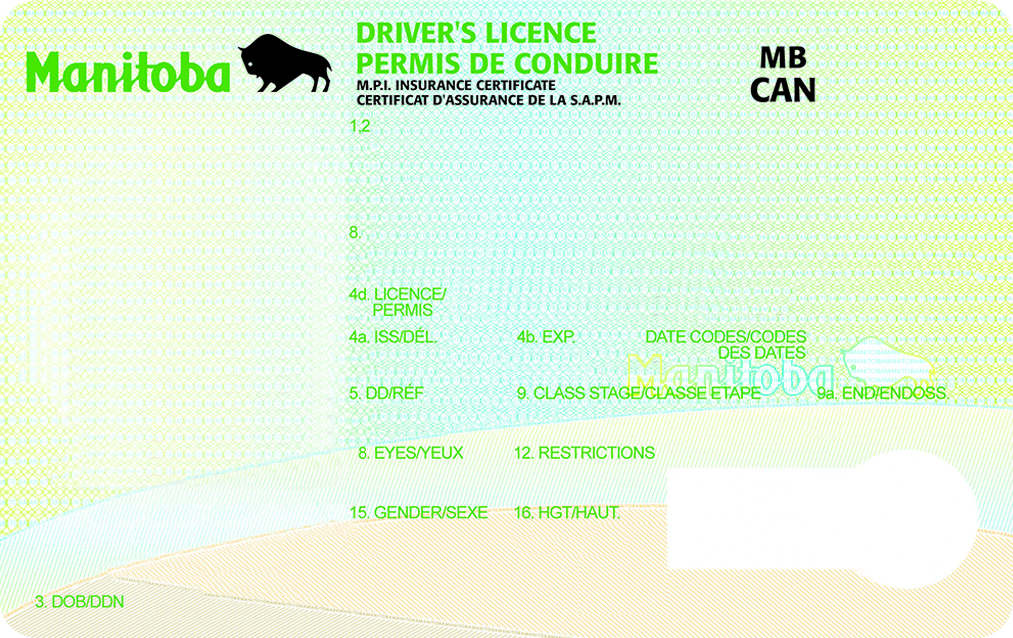 Manitoba
DRIVER'S LICENCE
PERMIS DE CONDUIRE
M.P.I. INSURANCE CERTIFICATE
CERTIFICAT D'ASSURANCE DE LA S.A.P.M.
MB
CAN
1,2
8.
4d. LICENCE/
PERMIS
4a. ISS/DÉL.
4b. EXP.
DATE CODES/CODES
DES DATES
Manitoba
5. DD/RÉF
9. CLASS STAGE/CLASSE ETAPE
9a. END/ENDOSS.
8. EYES/YEUX
12. RESTRICTIONS
15. GENDER/SEXE
16. HGT/HAUT.
3. DOB/DDN